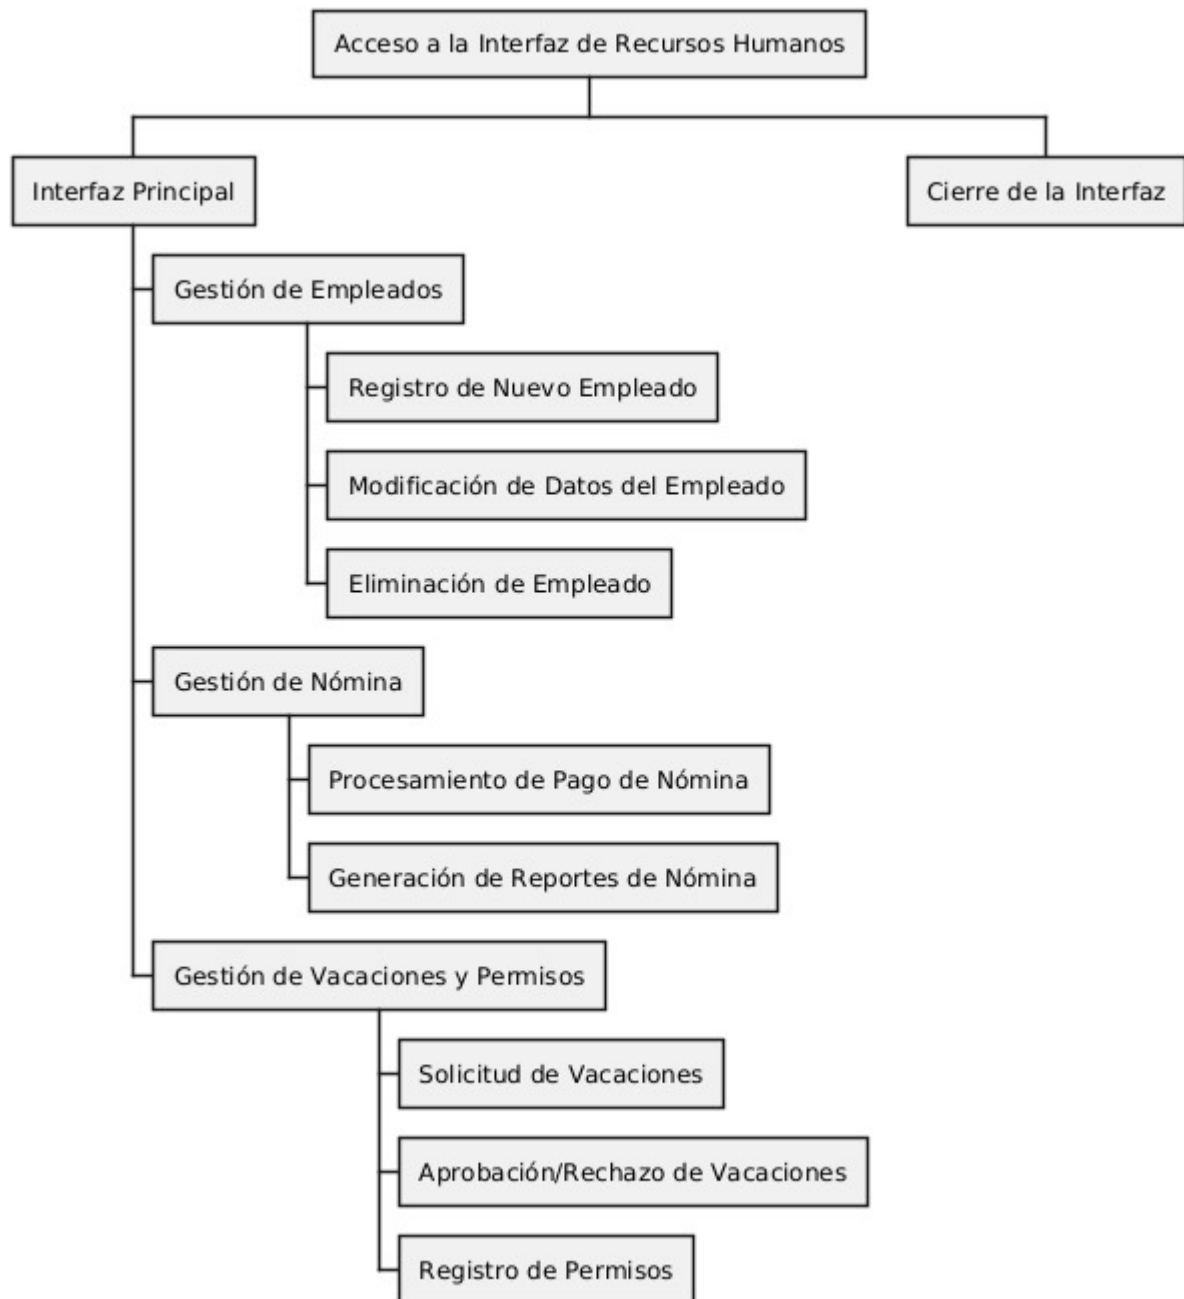 Acceso a la Interfaz de Recursos Humanos
Interfaz Principal
Cierre de la Interfaz
Gestión de Empleados
Registro de Nuevo Empleado
Modificación de Datos del Empleado
Eliminación de Empleado
Gestión de Nómina
Procesamiento de Pago de Nómina
Generación de Reportes de Nómina
Gestión de Vacaciones y Permisos
Solicitud de Vacaciones
Aprobación/Rechazo de Vacaciones
Registro de Permisos